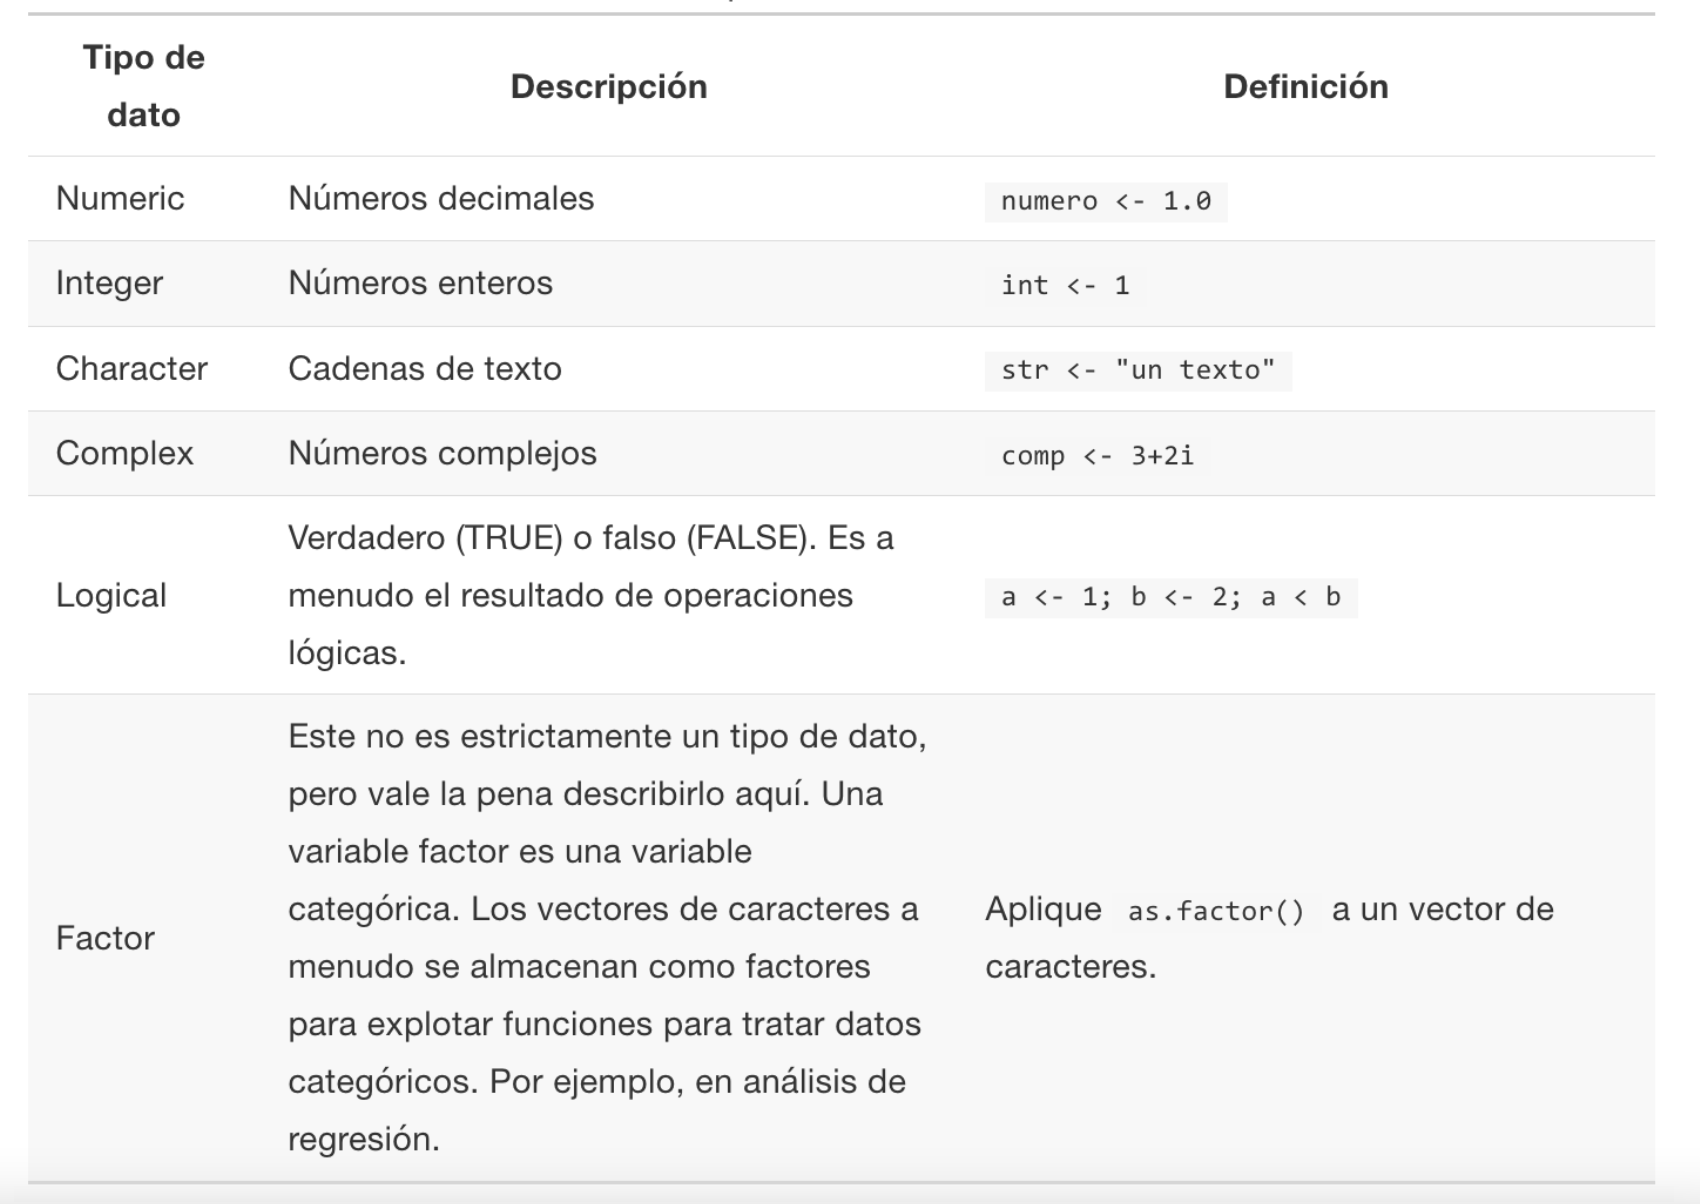 Tipo de
dato
Descripción
Definición
Numeric
Números decimales
numero <- 1.0
Integer
Números enteros
int <- 1
Character
Cadenas de texto
str <- "un texto"
Complex
Números complejos
comp <- 3+2i
Logical
Verdadero (TRUE) o falso (FALSE). Es a
menudo el resultado de operaciones
lógicas.
a <- 1; b <- 2; a < b
Factor
Este no es estrictamente un tipo de dato,
pero vale la pena describirlo aquí. Una
variable factor es una variable
categórica. Los vectores de caracteres a
menudo se almacenan como factores
para explotar funciones para tratar datos
categóricos. Por ejemplo, en análisis de
regresión.
Aplique as.factor() a un vector de
caracteres.